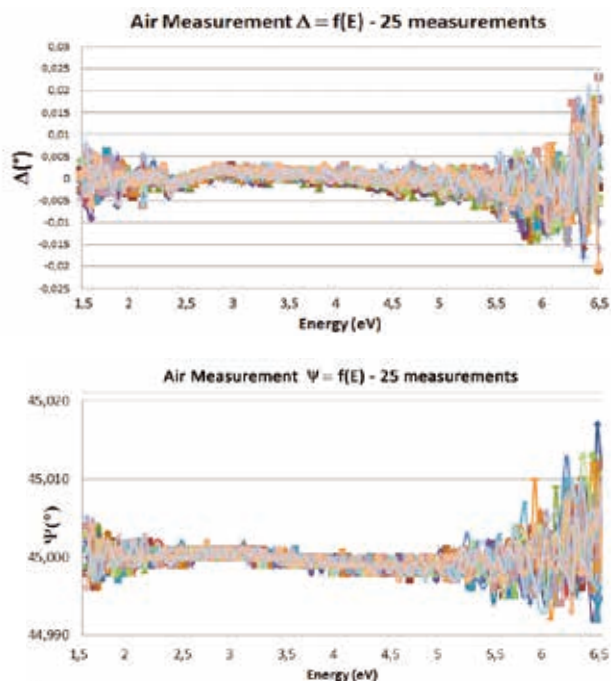 Air Measurement Δ = f(E) - 25 measurements
0,03
0,025
0,02
0,015
0,01
0,005
0
-0,005
-0,01
-0,015
-0,02
-0,025
Δ(°)
1,5 2 2,5 3 3,5 4 4,5 5 5,5 6 6,5
Energy (eV)
Air Measurement Ψ = f(E) - 25 measurements
45,020
45,010
45,000
44,990
Ψ(°)
1,5 2 2,5 3 3,5 4 4,5 5 5,5 6 6,5
Energy (eV)